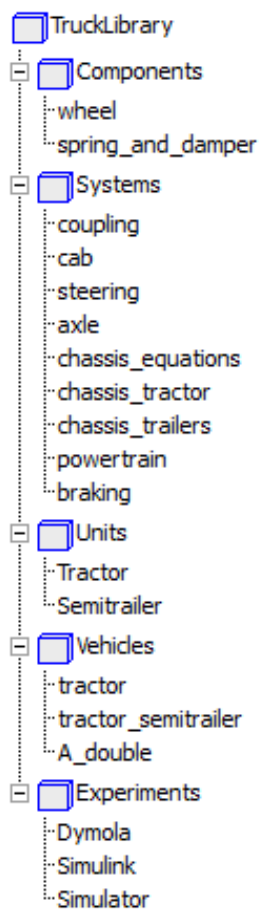 TruckLibrary
Components
wheel
spring_and_damper
Systems
coupling
cab
steering
axle
chassis_equations
chassis_tractor
chassis_trailers
powertrain
braking
Units
Tractor
Semitrailer
Vehicles
tractor
tractor_semitrailer
A_double
Experiments
Dymola
Simulink
Simulator